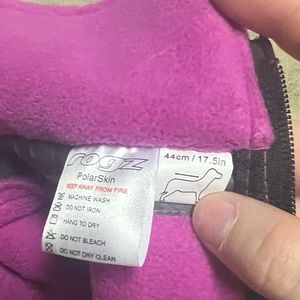 rogz
PolarSkin
KEEP AWAY FROM FIRE
MACHINE WASH
DO NOT IRON
HANG TO DRY
DO NOT BLEACH
DO NOT DRY CLEAN
44cm / 17.5in